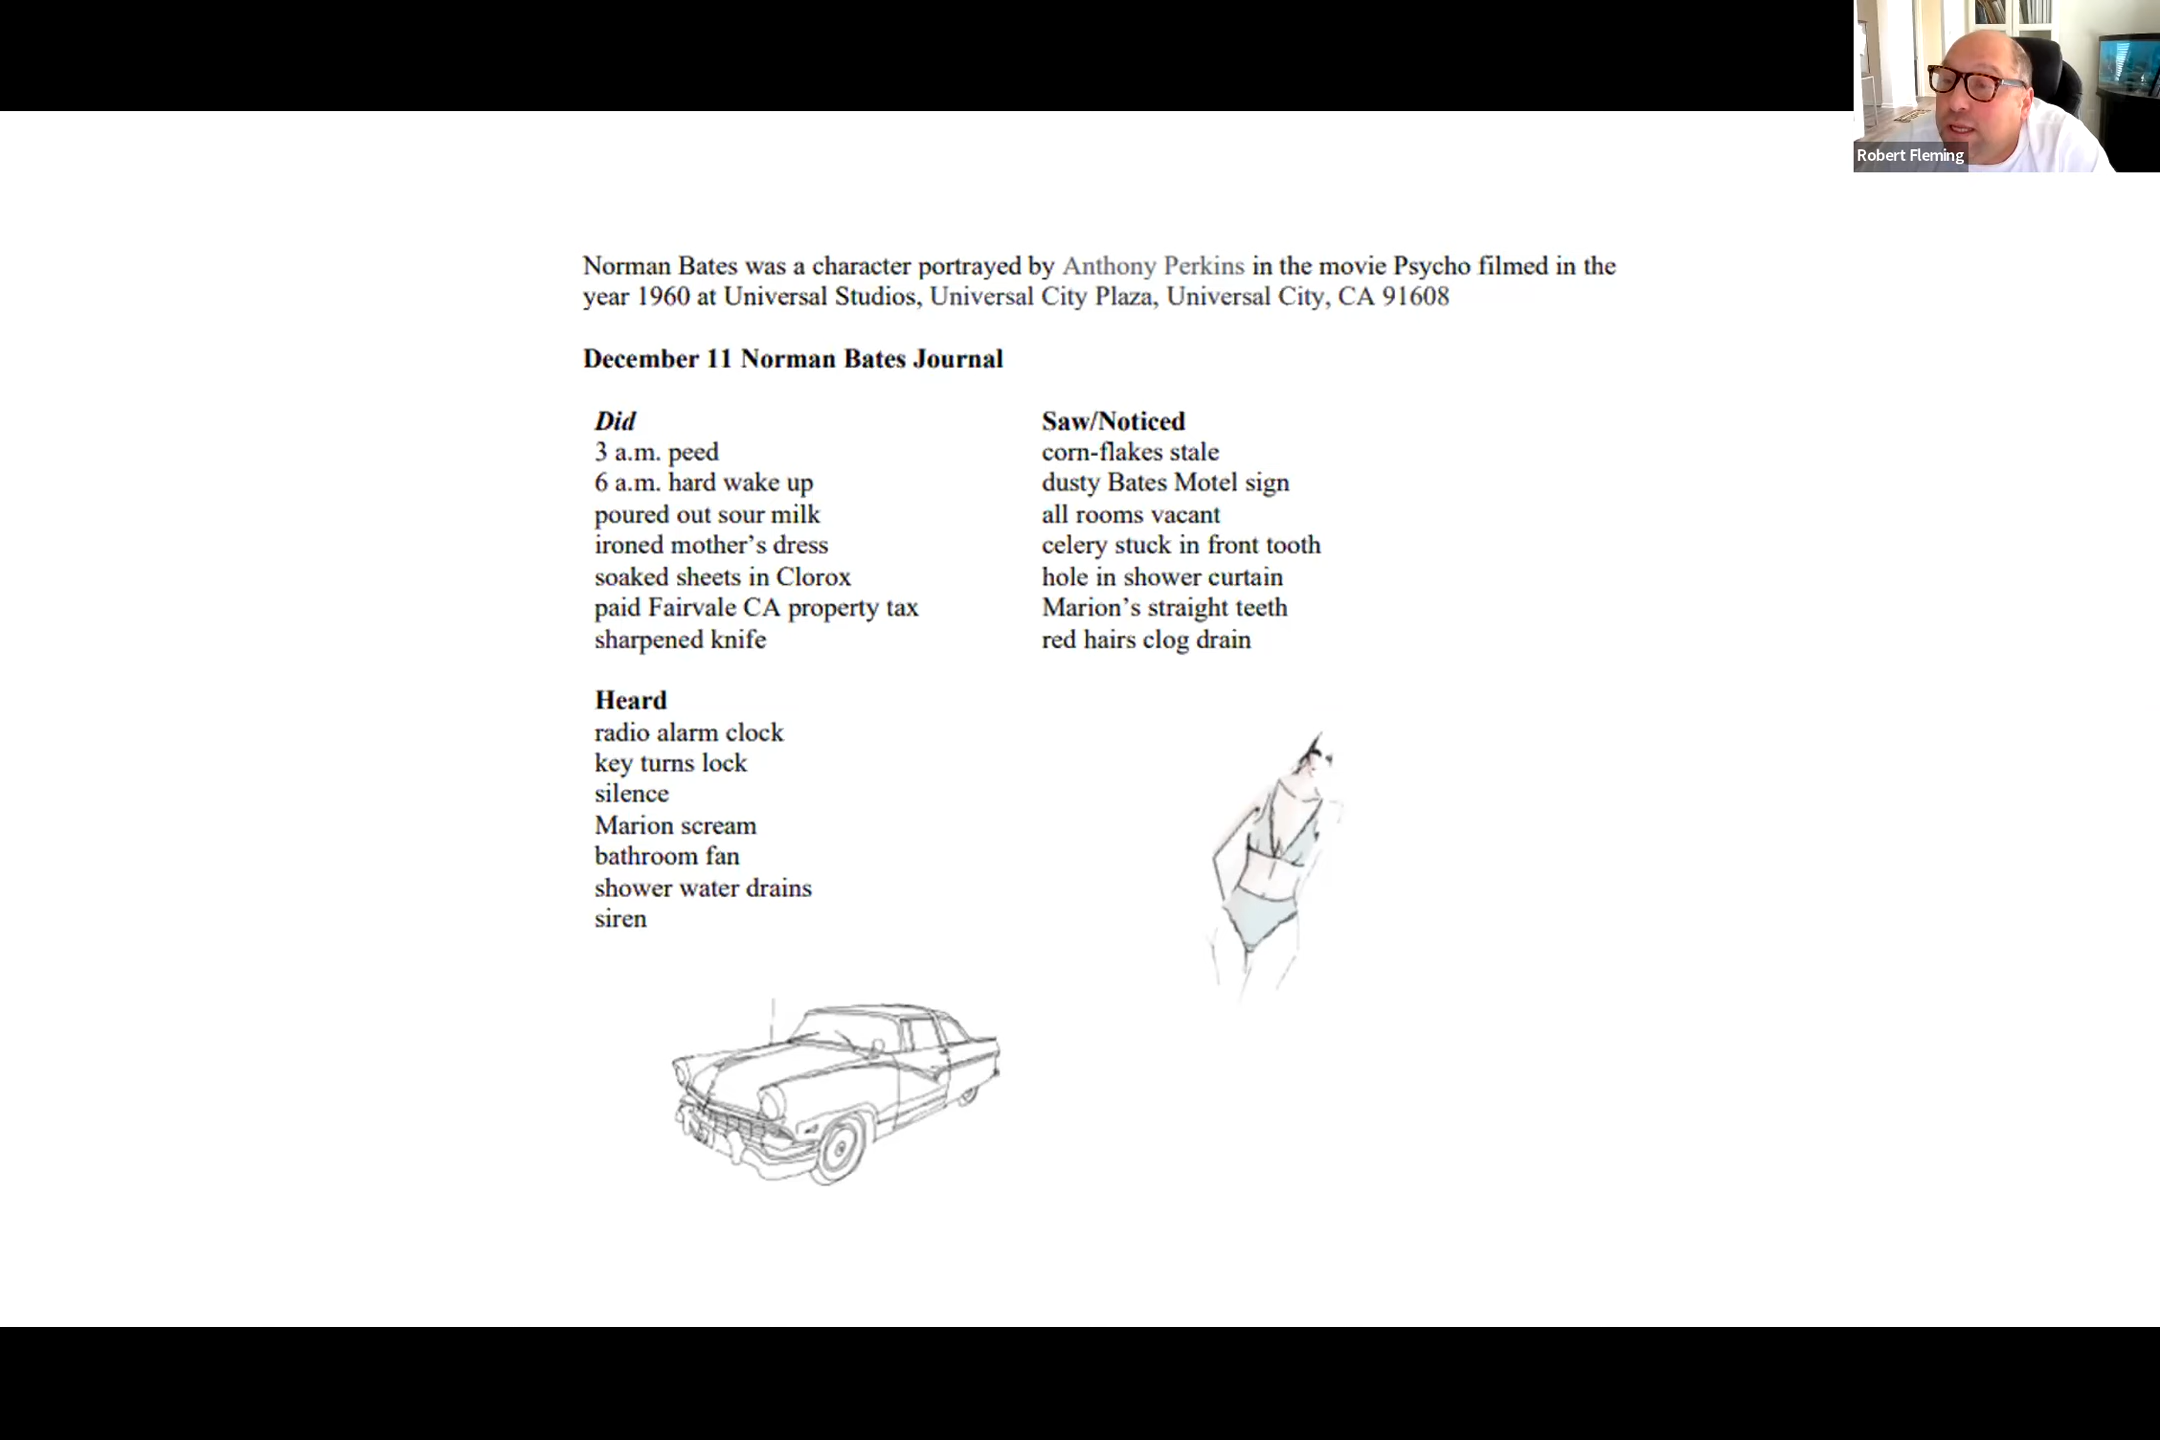 Robert Fleming
Norman Bates was a character portrayed by Anthony Perkins in the movie Psycho filmed in the
year 1960 at Universal Studios, Universal City Plaza, Universal City, CA 91608
December 11 Norman Bates Journal
Did
3 a.m. peed
6 a.m. hard wake up
poured out sour milk
ironed mother's dress
soaked sheets in Clorox
paid Fairvale CA property tax
sharpened knife
Saw/Noticed
corn-flakes stale
dusty Bates Motel sign
all rooms vacant
celery stuck in front tooth
hole in shower curtain
Marion's straight teeth
red hairs clog drain
Heard
radio alarm clock
key turns lock
silence
Marion scream
bathroom fan
shower water drains
siren